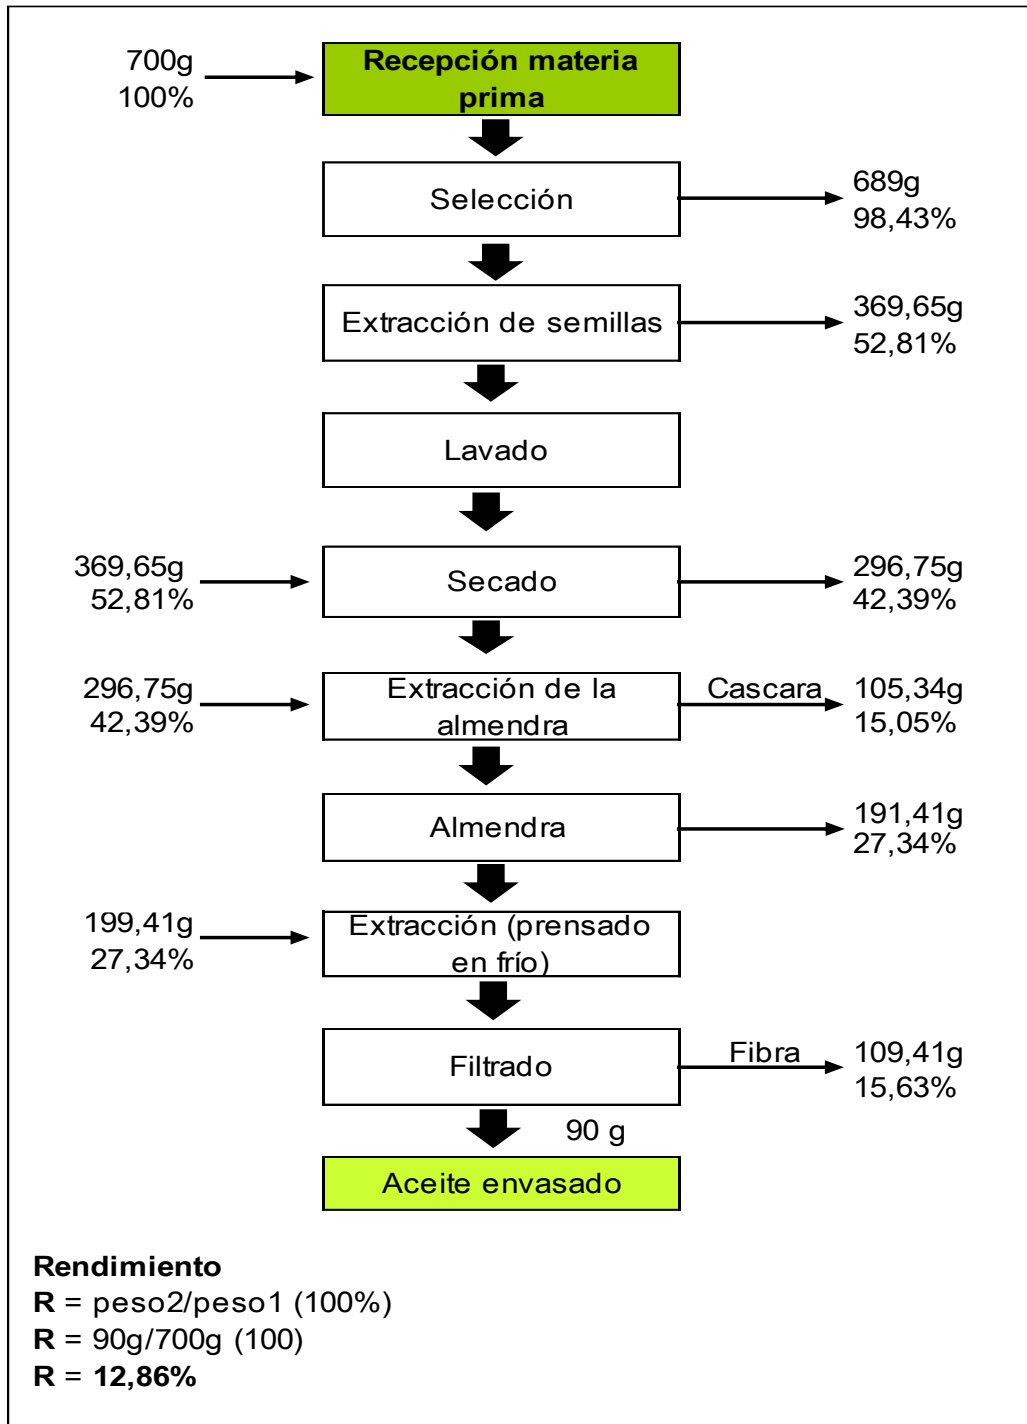 700g
100%
Recepción materia
prima
Selección
689g
98,43%
Extracción de semillas
369,65g
52,81%
Lavado
369,65g
52,81%
Secado
296,75g
42,39%
296,75g
42,39%
Extracción de la
almendra
Cascara
105,34g
15,05%
Almendra
191,41g
27,34%
199,41g
27,34%
Extracción (prensado
en frío)
Filtrado
Fibra
109,41g
15,63%
90 g
Aceite envasado
Rendimiento
R = peso2/peso1 (100%)
R = 90g/700g (100)
R = 12,86%